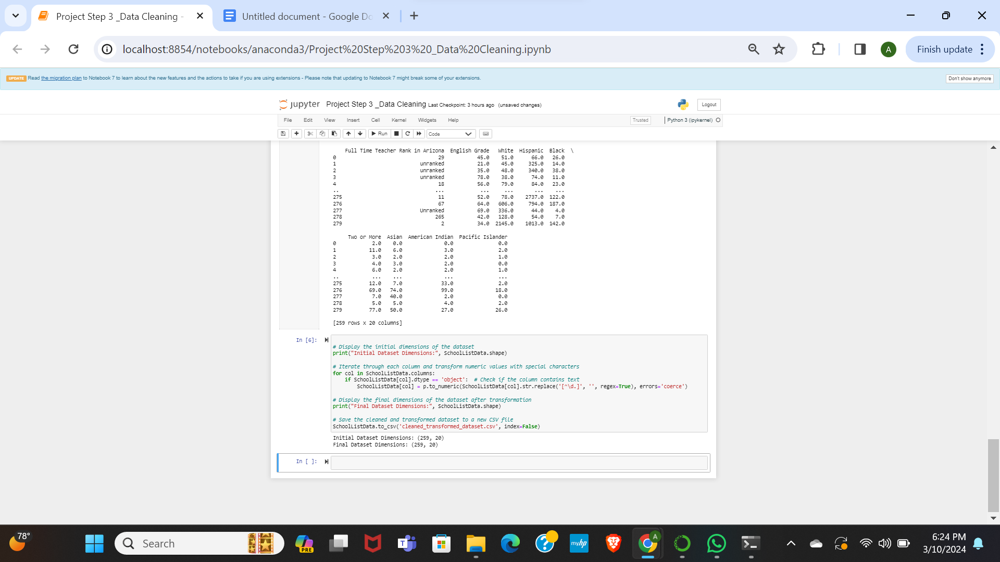 Project Step 3 _Data Cleaning -
Untitled document - Google Do
localhost:8854/notebooks/anaconda3/Project%20Step%203%20_Data%20Cleaning.ipynb
A
Finish update
UPDATE Read the migration plan to Notebook 7 to learn about the new features and the actions to take if you are using extensions - Please note that updating to Notebook 7 might break some of your extensions.
Don't show anymore
jupyter Project Step 3 _Data Cleaning Last Checkpoint: 3 hours ago (unsaved changes)
Logout
File Edit View Insert Cell Kernel Widgets Help
Trusted
Python 3 (ipykernel)
Run
Code
Full Time Teacher Rank in Arizona English Grade White Hispanic Black \
0 29 45.0 51.0 66.0 26.0
1 unranked 21.0 45.0 325.0 14.0
2 unranked 35.0 48.0 340.0 38.0
3 unranked 78.0 38.0 74.0 11.0
4 18 56.0 79.0 84.0 23.0
.. ... ... ... ... ...
275 11 52.0 78.0 2737.0 122.0
276 67 64.0 606.0 794.0 187.0
277 Unranked 69.0 336.0 44.0 4.0
278 265 42.0 128.0 54.0 7.0
279 2 34.0 2145.0 1013.0 142.0
Two or More Asian American Indian Pacific Islander
0 2.0 0.0 0.0 0.0
1 11.0 6.0 3.0 2.0
2 3.0 2.0 2.0 1.0
3 4.0 3.0 2.0 0.0
4 6.0 2.0 2.0 1.0
.. ... ... ... ...
275 12.0 7.0 33.0 2.0
276 69.0 74.0 99.0 18.0
277 7.0 40.0 2.0 0.0
278 5.0 5.0 4.0 2.0
279 77.0 50.0 27.0 26.0
[259 rows x 20 columns]
In [6]:
# Display the initial dimensions of the dataset
print("Initial Dataset Dimensions:", SchoolListData.shape)
# Iterate through each column and transform numeric values with special characters
for col in SchoolListData.columns:
if SchoolListData[col].dtype == 'object': # Check if the column contains text
SchoolListData[col] = p.to_numeric(SchoolListData[col].str.replace('[^\d.]', '', regex=True), errors='coerce')
# Display the final dimensions of the dataset after transformation
print("Final Dataset Dimensions:", SchoolListData.shape)
# Save the cleaned and transformed dataset to a new CSV file
SchoolListData.to_csv('cleaned_transformed_dataset.csv', index=False)
Initial Dataset Dimensions: (259, 20)
Final Dataset Dimensions: (259, 20)
In [ ]:
78°
Search
PRE
T
?
myhp
A
6:24 PM
3/10/2024